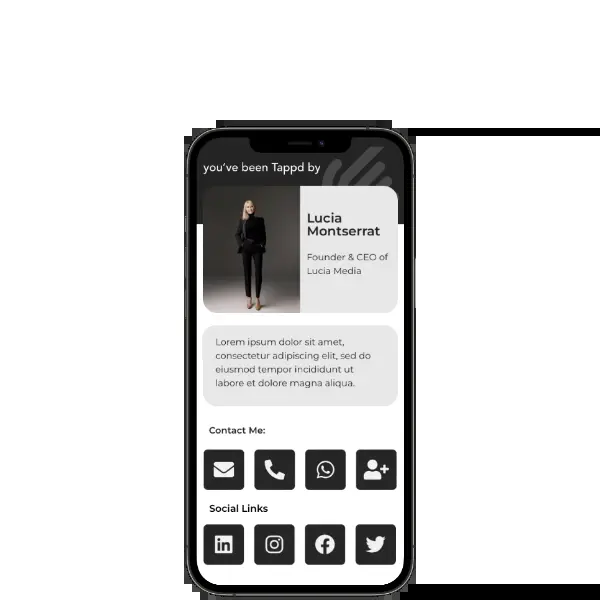 you've been Tappd by
Lucia
Montserrat
Founder & CEO of
Lucia Media
Lorem ipsum dolor sit amet,
consectetur adipiscing elit, sed do
eiusmod tempor incididunt ut
labore et dolore magna aliqua.
Contact Me:
Social Links